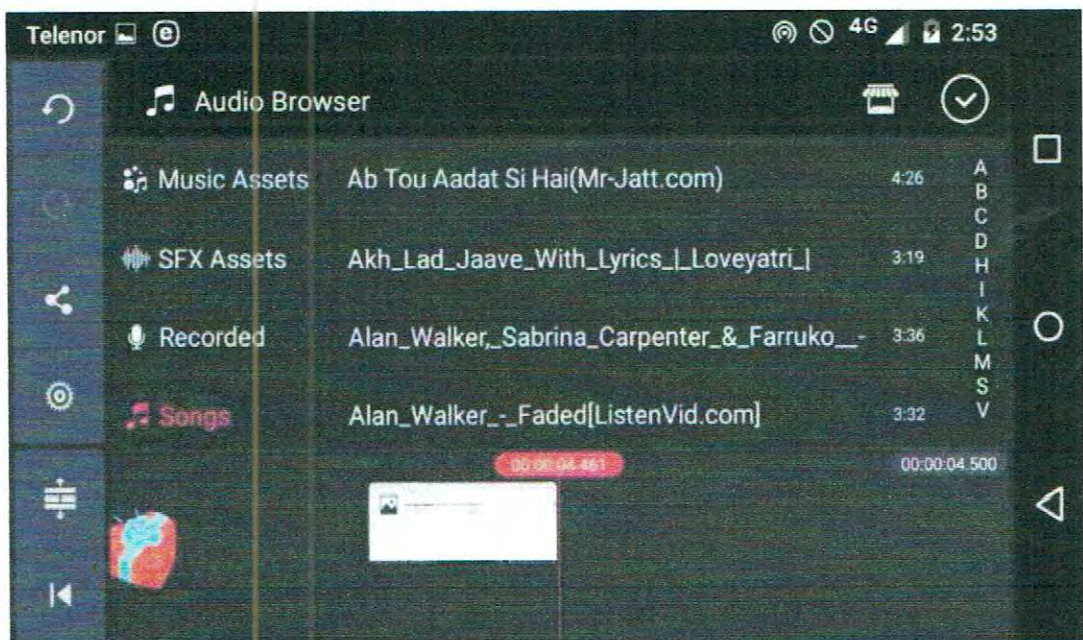 Telenor e 4G 2:53
Audio Browser
Music Assets Ab Tou Aadat Si Hai(Mr-Jatt.com) 4:26
SFX Assets Akh_Lad_Jaave_With_Lyrics_|_Loveyatri_| 3:19
Recorded Alan_Walker,_Sabrina_Carpenter_&_Farruko__- 3:36
Songs Alan_Walker_-_Faded[ListenVid.com] 3:32
A
B
C
D
H
I
K
L
M
S
V
00:00:04.461 00:00:04.500